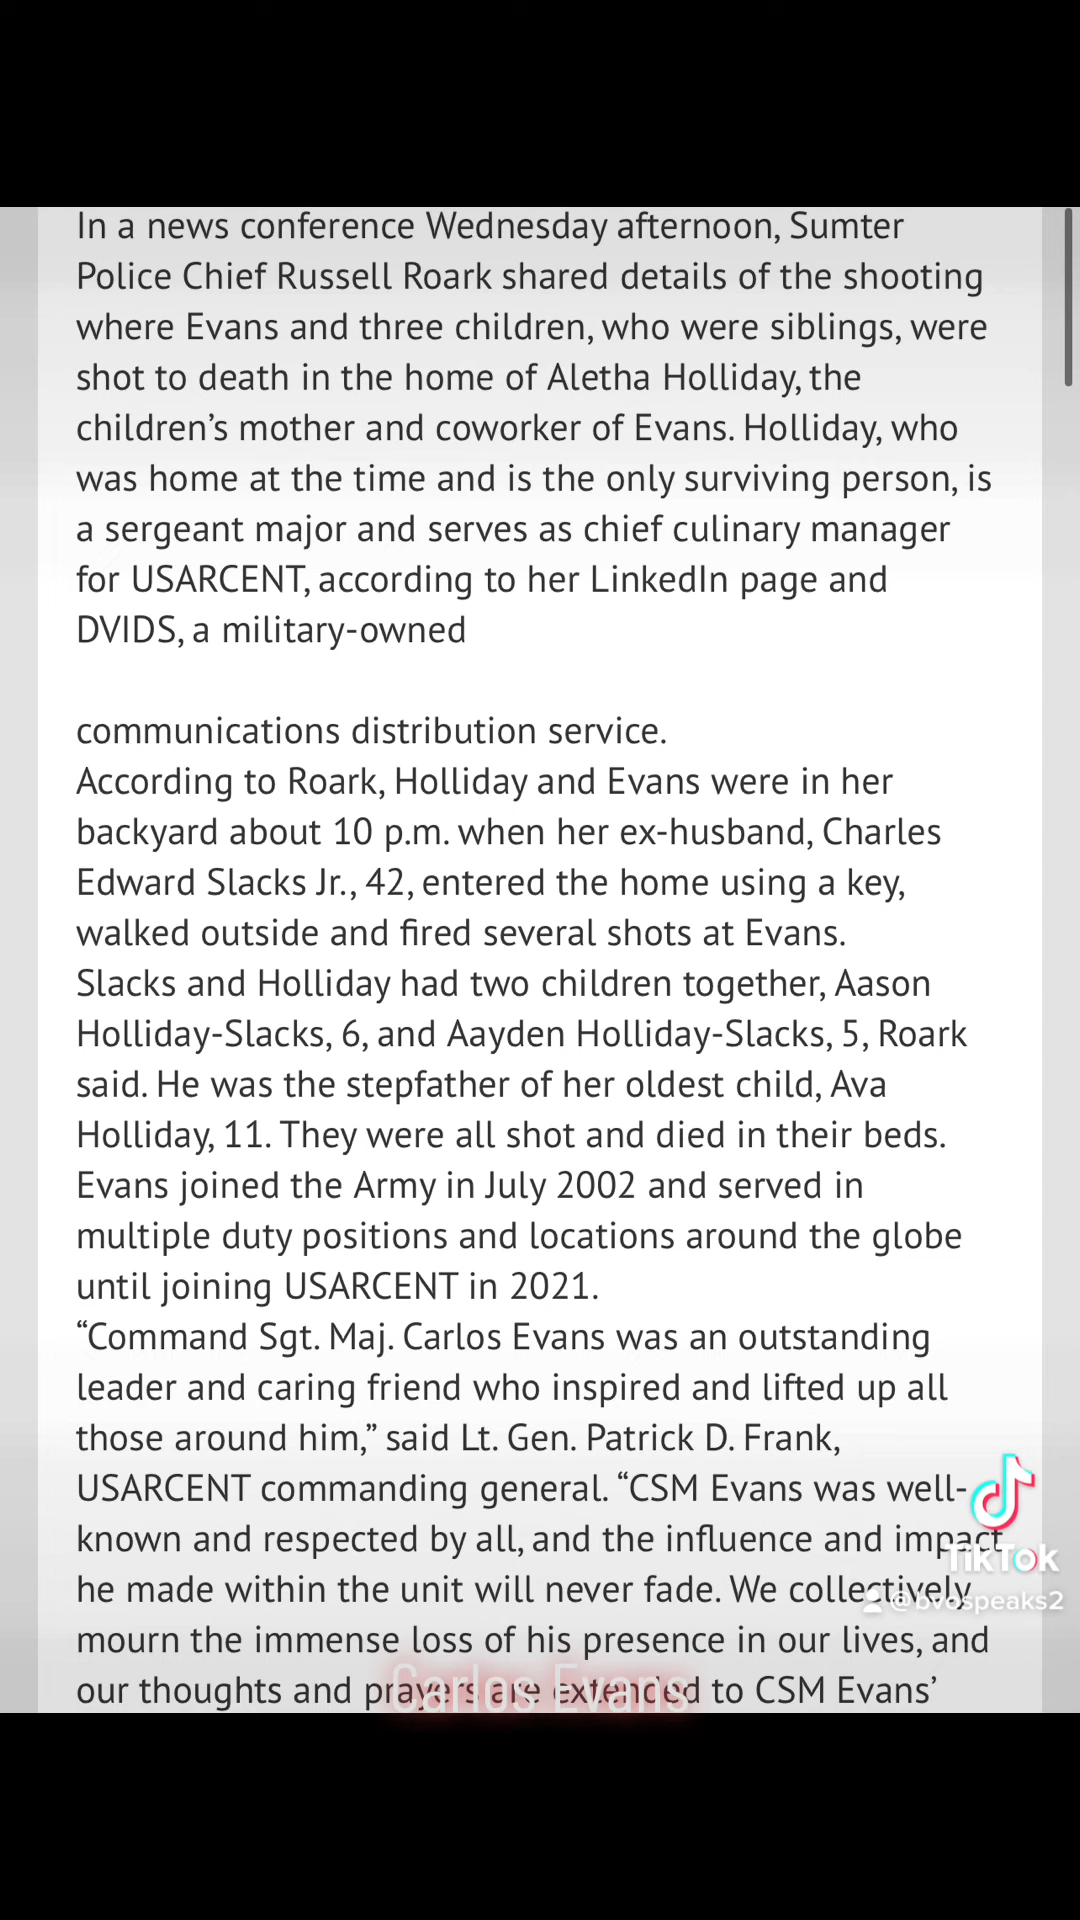 In a news conference Wednesday afternoon, Sumter
Police Chief Russell Roark shared details of the shooting
where Evans and three children, who were siblings, were
shot to death in the home of Aletha Holliday, the
children’s mother and coworker of Evans. Holliday, who
was home at the time and is the only surviving person, is
a sergeant major and serves as chief culinary manager
for USARCENT, according to her LinkedIn page and
DVIDS, a military-owned
communications distribution service.
According to Roark, Holliday and Evans were in her
backyard about 10 p.m. when her ex-husband, Charles
Edward Slacks Jr., 42, entered the home using a key,
walked outside and fired several shots at Evans.
Slacks and Holliday had two children together, Aason
Holliday-Slacks, 6, and Aayden Holliday-Slacks, 5, Roark
said. He was the stepfather of her oldest child, Ava
Holliday, 11. They were all shot and died in their beds.
Evans joined the Army in July 2002 and served in
multiple duty positions and locations around the globe
until joining USARCENT in 2021.
“Command Sgt. Maj. Carlos Evans was an outstanding
leader and caring friend who inspired and lifted up all
those around him,” said Lt. Gen. Patrick D. Frank,
USARCENT commanding general. “CSM Evans was well-
known and respected by all, and the influence and impact
he made within the unit will never fade. We collectively
mourn the immense loss of his presence in our lives, and
our thoughts and prayers are extended to CSM Evans’
TikTok
@bvospeaks2
Carlos Evans